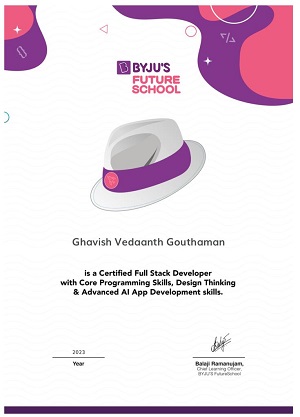 BYJU'S
FUTURE
SCHOOL
Ghavish Vedaanth Gouthaman
is a Certified Full Stack Developer
with Core Programming Skills, Design Thinking
& Advanced AI App Development skills.
2023
Year
Balaji Ramanujam,
Chief Learning Officer,
BYJU'S FutureSchool